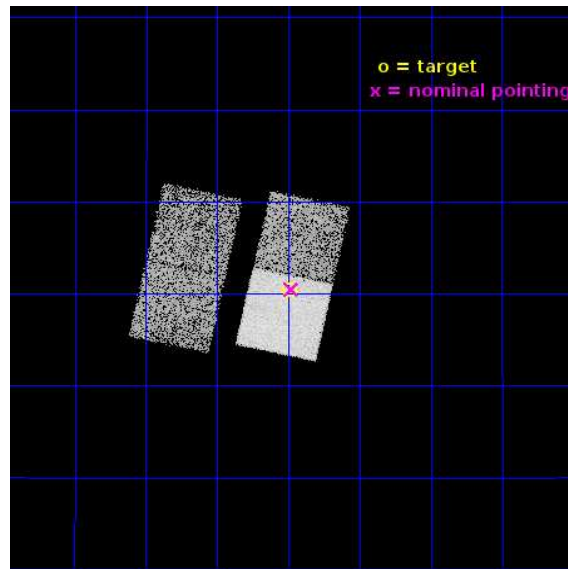 o = target
x = nominal pointing